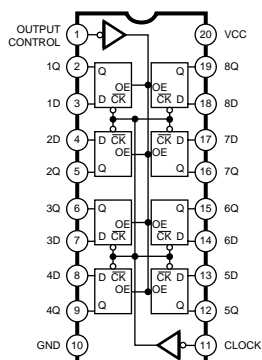 OUTPUT
CONTROL 1 20 VCC
1Q 2 Q Q 19 8Q
OE OE
1D 3 D CK CK D 18 8D
2D 4 D CK CK D 17 7D
OE OE
2Q 5 Q Q 16 7Q
3Q 6 Q Q 15 6Q
OE OE
3D 7 D CK CK D 14 6D
4D 8 D CK CK D 13 5D
OE OE
4Q 9 Q Q 12 5Q
GND 10 11 CLOCK